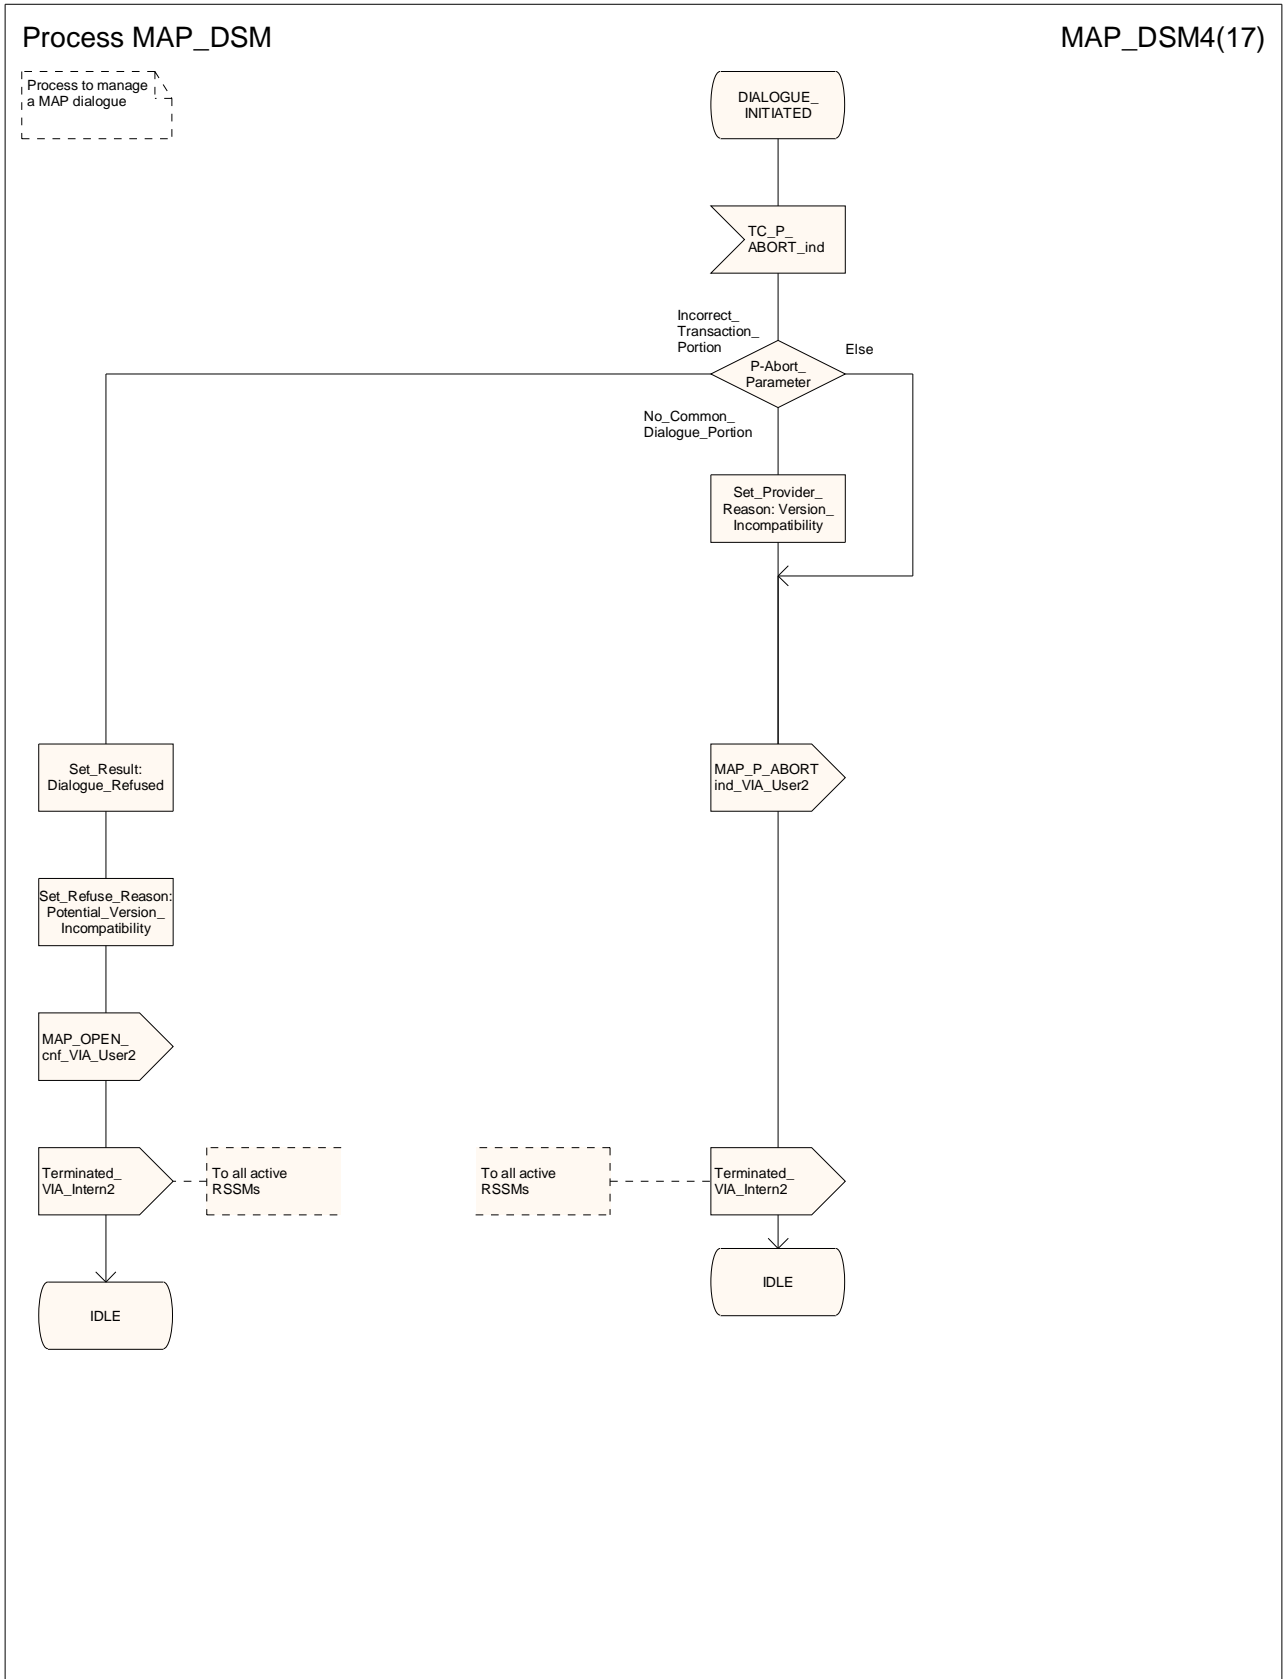 Process MAP_DSM
MAP_DSM4(17)
Process to manage
a MAP dialogue
DIALOGUE_
INITIATED
TC_P_
ABORT_ind
Incorrect_
Transaction_
Portion
Else
P-Abort_
Parameter
No_Common_
Dialogue_Portion
Set_Provider_
Reason: Version_
Incompatibility
Set_Result:
Dialogue_Refused
MAP_P_ABORT
ind_VIA_User2
Set_Refuse_Reason:
Potential_Version_
Incompatibility
MAP_OPEN_
cnf_VIA_User2
Terminated_
VIA_Intern2
To all active
RSSMs
To all active
RSSMs
Terminated_
VIA_Intern2
IDLE
IDLE